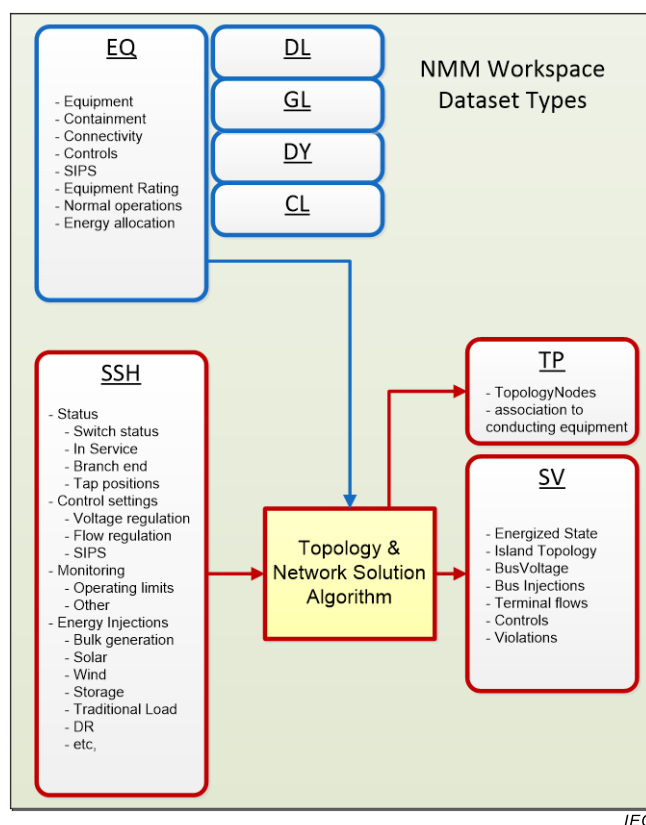 EQ
- Equipment
- Containment
- Connectivity
- Controls
- SIPS
- Equipment Rating
- Normal operations
- Energy allocation
DL
GL
DY
CL
NMM Workspace
Dataset Types
SSH
- Status
- Switch status
- In Service
- Branch end
- Tap positions
- Control settings
- Voltage regulation
- Flow regulation
- SIPS
- Monitoring
- Operating limits
- Other
- Energy Injections
- Bulk generation
- Solar
- Wind
- Storage
- Traditional Load
- DR
- etc,
Topology &
Network Solution
Algorithm
TP
- TopologyNodes
- association to
conducting equipment
SV
- Energized State
- Island Topology
- BusVoltage
- Bus Injections
- Terminal flows
- Controls
- Violations
IEC